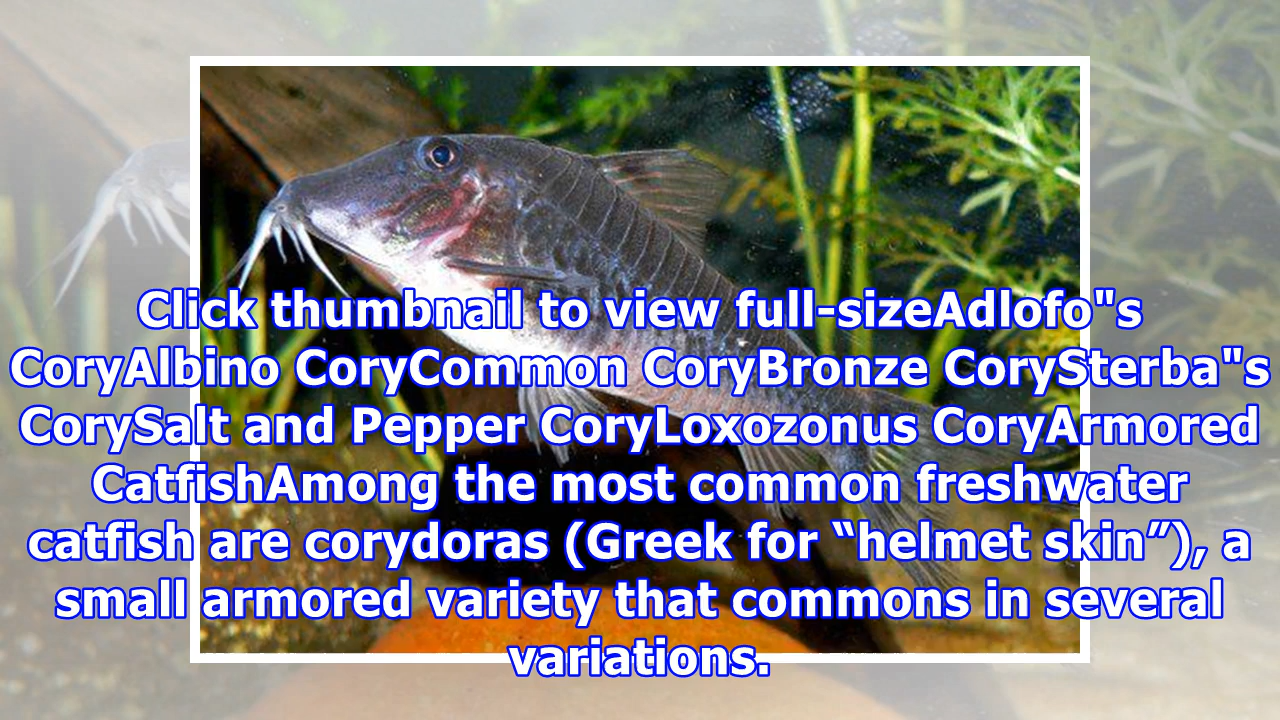 Click thumbnail to view full-sizeAdlofo"s
CoryAlbino CoryCommon CoryBronze CorySterba"s
CorySalt and Pepper CoryLoxozonus CoryArmored
CatfishAmong the most common freshwater
catfish are corydoras (Greek for “helmet skin”), a
small armored variety that commons in several
variations.